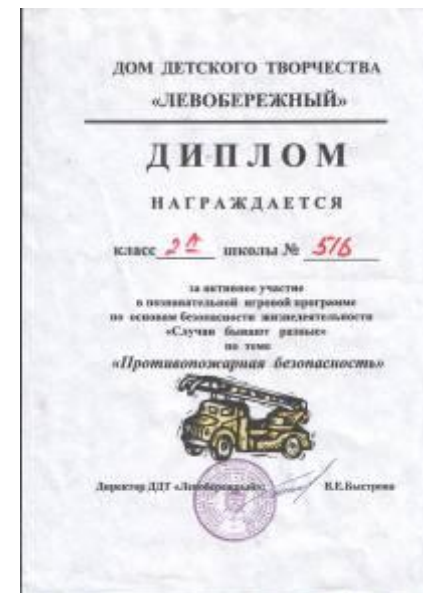 ДОМ ДЕТСКОГО ТВОРЧЕСТВА
«ЛЕВОБЕРЕЖНЫЙ»
ДИПЛОМ
НАГРАЖДАЕТСЯ
класс 2 школы № 516
за активное участие
в познавательной игровой программе
по основам безопасности жизнедеятельности
«Случаи бывают разные»
по теме
«Противопожарная безопасность»
Директор ДДТ «Левобережный» В.Е.Быстрова